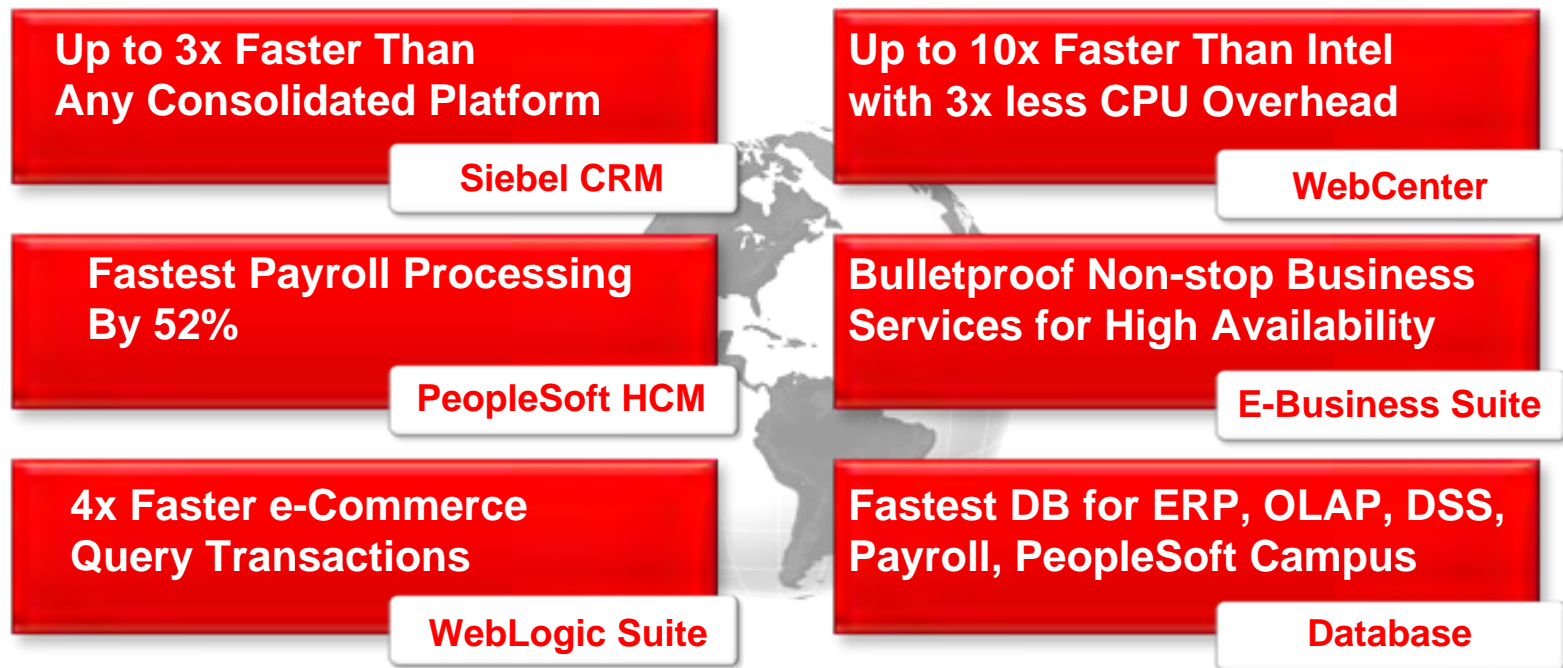 Up to 3x Faster Than
Any Consolidated Platform
Siebel CRM
Up to 10x Faster Than Intel
with 3x less CPU Overhead
WebCenter
Fastest Payroll Processing
By 52%
PeopleSoft HCM
Bulletproof Non-stop Business
Services for High Availability
E-Business Suite
4x Faster e-Commerce
Query Transactions
WebLogic Suite
Fastest DB for ERP, OLAP, DSS,
Payroll, PeopleSoft Campus
Database